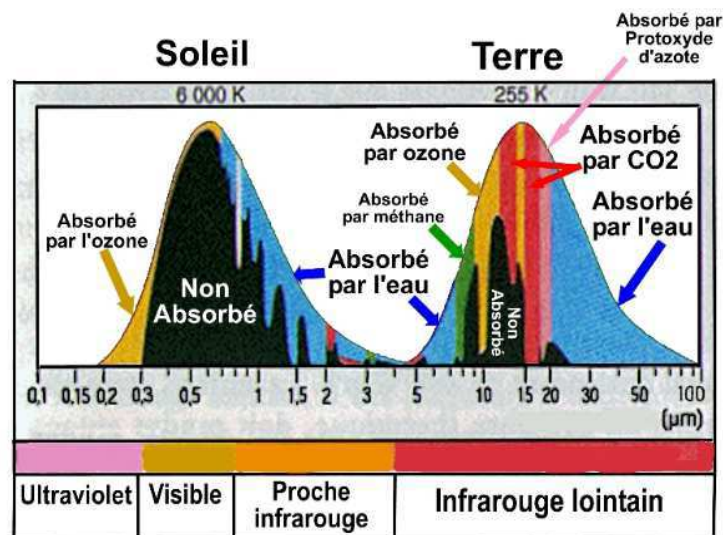 Soleil
Terre
Absorbé par
Protoxyde
d'azote
6 000 K
255 K
Absorbé
par ozone
Absorbé
par CO2
Absorbé
par méthane
Absorbé
par l'eau
Absorbé
par l'ozone
Absorbé
par l'eau
Non
Absorbé
Non
Absorbé
0,1 0,15 0,2 0,3 0,5 1 1,5 2 3 5 10 15 20 30 50 100
(µm)
Ultraviolet
Visible
Proche
infrarouge
Infrarouge lointain